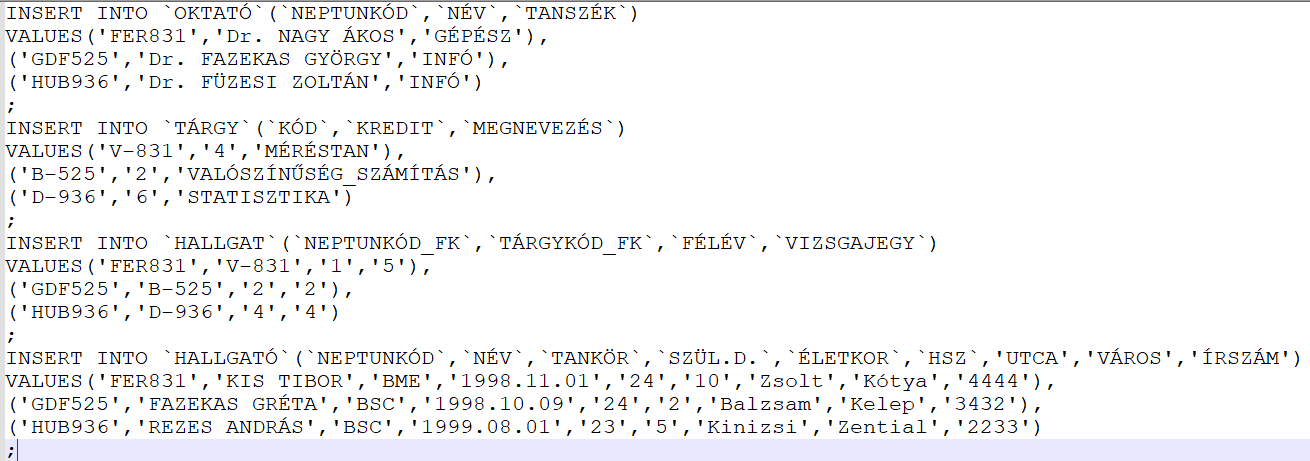 INSERT INTO `OKTATÓ`(`NEPTUNKÓD`,`NÉV`,`TANSZÉK`)
VALUES('FER831','Dr. NAGY ÁKOS','GÉPÉSZ'),
('GDF525','Dr. FAZEKAS GYÖRGY','INFÓ'),
('HUB936','Dr. FÜZESI ZOLTÁN','INFÓ')
;
INSERT INTO `TÁRGY`(`KÓD`,`KREDIT`,`MEGNEVEZÉS`)
VALUES('V-831','4','MÉRÉSTAN'),
('B-525','2','VALÓSZÍNŰSÉG_SZÁMÍTÁS'),
('D-936','6','STATISZTIKA')
;
INSERT INTO `HALLGAT`(`NEPTUNKÓD_FK`,`TÁRGYKÓD_FK`,`FÉLÉV`,`VIZSGAJEGY`)
VALUES('FER831','V-831','1','5'),
('GDF525','B-525','2','2'),
('HUB936','D-936','4','4')
;
INSERT INTO `HALLGATÓ`(`NEPTUNKÓD`,`NÉV`,`TANKÖR`,`SZÜL.D.`,`ÉLETKOR`,`HSZ`,'UTCA','VÁROS','ÍRSZÁM')
VALUES('FER831','KIS TIBOR','BME','1998.11.01','24','10','Zsolt','Kótya','4444'),
('GDF525','FAZEKAS GRÉTA','BSC','1998.10.09','24','2','Balzsam','Kelep','3432'),
('HUB936','REZES ANDRÁS','BSC','1999.08.01','23','5','Kinizsi','Zential','2233')
;